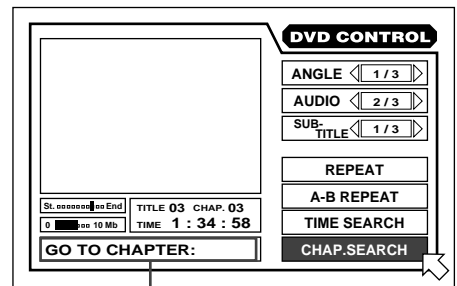 DVD CONTROL
ANGLE 1 / 3
AUDIO 2 / 3
SUB-
TITLE 1 / 3
REPEAT
A-B REPEAT
TIME SEARCH
CHAP.SEARCH
St. End
0 10 Mb
TITLE 03 CHAP. 03
TIME 1 : 34 : 58
GO TO CHAPTER: